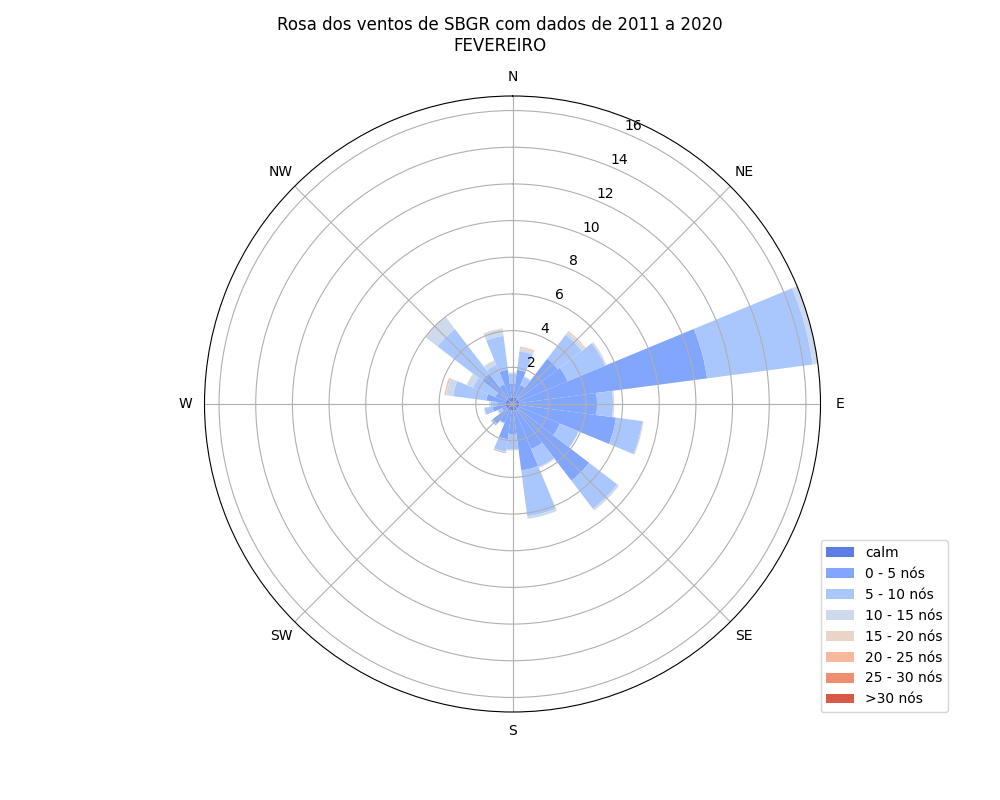 Rosa dos ventos de SBGR com dados de 2011 a 2020
FEVEREIRO
N
NE
E
SE
S
SW
W
NW
16
14
12
10
8
6
4
2
calm
0 - 5 nós
5 - 10 nós
10 - 15 nós
15 - 20 nós
20 - 25 nós
25 - 30 nós
>30 nós